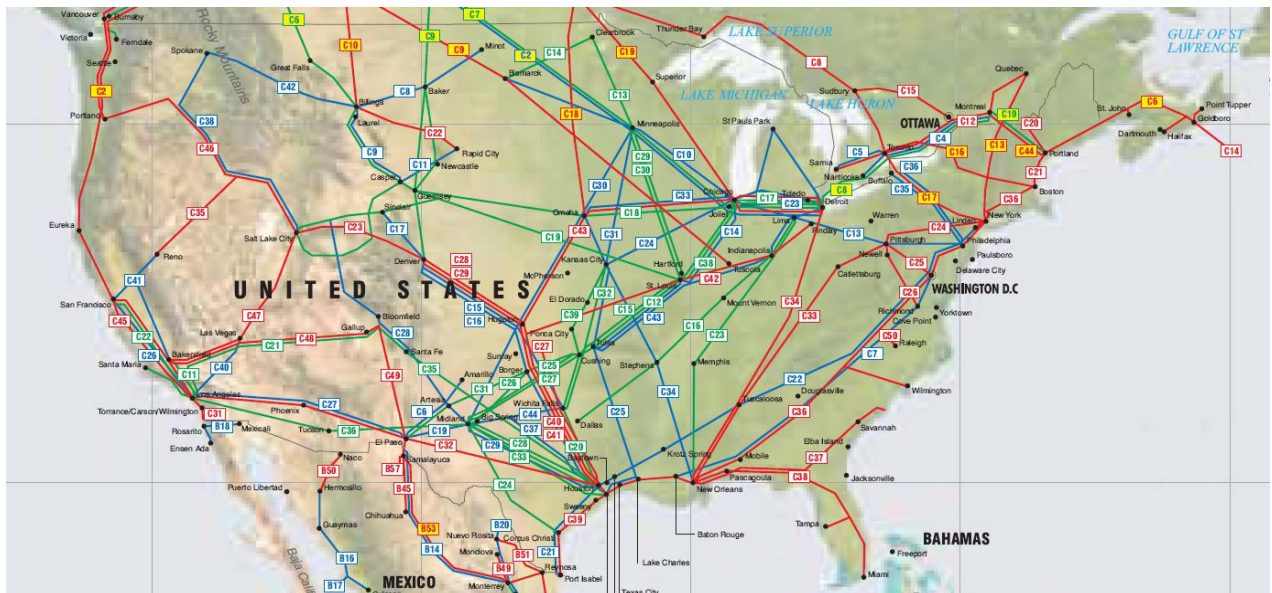 Vancouver
Burnaby
C6
C7
Clearbrook
Thunder Bay
LAKE SUPERIOR
GULF OF ST
LAWRENCE
Victoria
Ferndale
Rocky Mountains
Spokane
C10
C9
C9
Minot
C14
C2
C19
Seattle
Great Falls
Bismarck
Superior
C8
Quebec
C2
C42
C8
Baker
C13
LAKE MICHIGAN
LAKE HURON
Sudbury
C15
Montreal
C6
Point Tupper
Portland
Billings
Laurel
C18
Minneapolis
St Pauls Park
OTTAWA
C12
C10
C20
St. John
Goldboro
C38
C22
Toronto
C4
Dartmouth
Halifax
C46
C9
Rapid City
C29
C30
C10
Sarnia
C5
C16
C13
C44
Portland
C14
C11
Newcastle
Nanticoke
Buffalo
C36
C35
C21
Casper
Guernsey
C30
C33
Chicago
C17
Toledo
C8
C17
C36
Boston
C35
Sinclair
Omaha
C18
Joliet
C23
Detroit
Warren
Linden
New York
Eureka
Salt Lake City
C23
C17
C43
C31
C14
Lima
Findlay
C13
C24
Pittsburgh
Philadelphia
C19
C24
Indianapolis
Newell
Paulsboro
Reno
Denver
C28
C29
Kansas City
Hartford
C38
Tuscola
Catlettsburg
C25
Delaware City
C41
McPherson
St. Louis
C42
UNITED STATES
El Dorado
C32
C12
Mount Vernon
C26
WASHINGTON D.C
San Francisco
C45
C47
Bloomfield
C15
C16
Hugoton
C39
C15
C43
C34
C33
Richmond
Cove Point
Yorktown
C22
Las Vegas
Gallup
C28
Ponca City
C16
C23
C50
Raleigh
C26
C21
C48
Santa Fe
Sunray
C27
Tulsa
Cushing
C7
Santa Maria
Bakersfield
C40
C35
Borger
C25
Stephens
Memphis
C11
C49
Amarillo
C31
C26
C27
C22
Wilmington
Los Angeles
Artesia
C34
Douglasville
Torrance/Carson/Wilmington
C31
Phoenix
C27
C6
Midland
Big Spring
C44
Wichita Falls
C25
Tuscaloosa
C36
Rosarito
B18
Mexicali
Tucson
C36
El Paso
C19
C37
C40
C41
Dallas
Savannah
Ensen Ada
C32
C29
C28
C33
C20
Baytown
Krotz Spring
Mobile
Elba Island
Naco
B50
B57
Samalayuca
C37
Puerto Libertad
Hermosillo
B45
C24
Houston
New Orleans
Pascagoula
C38
Jacksonville
Chihuahua
Sweeny
Guaymas
B53
B20
C39
Baton Rouge
Tampa
BAHAMAS
Nuevo Rosita
Corpus Christi
B14
Monclova
B51
C21
Freeport
B16
B49
Reynosa
Port Isabel
Lake Charles
Miami
B17
MEXICO
Monterrey
Texas City